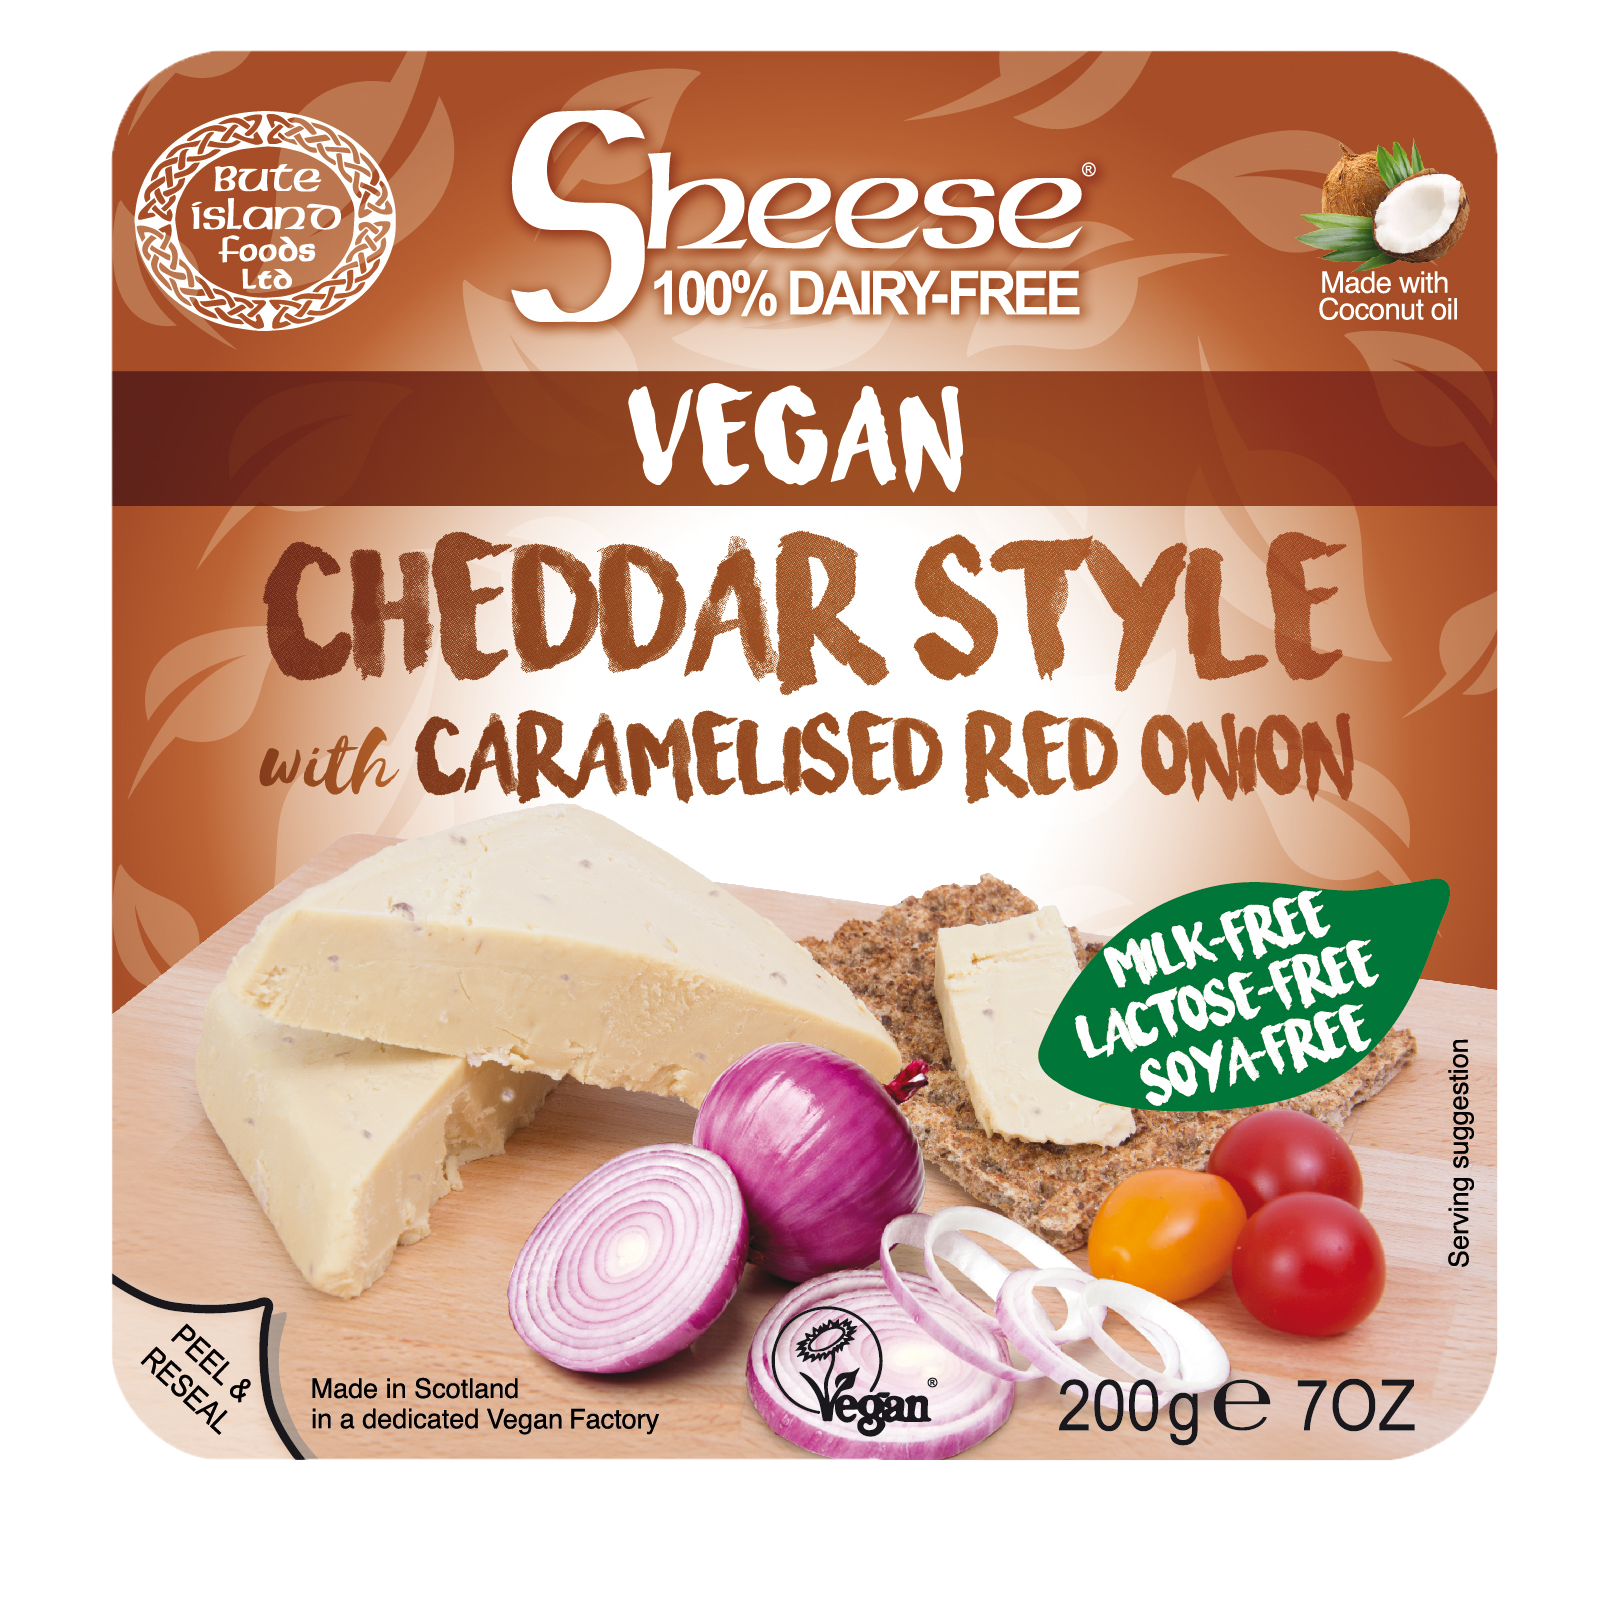 Bute
island
foods
Ltd
Sheese®
100% DAIRY-FREE
Made with
Coconut oil
VEGAN
CHEDDAR STYLE
with CARAMELISED RED ONION
MILK-FREE
LACTOSE-FREE
SOYA-FREE
Serving suggestion
PEEL &
RESEAL
Made in Scotland
in a dedicated Vegan Factory
Vegan®
200g℮ 7OZ